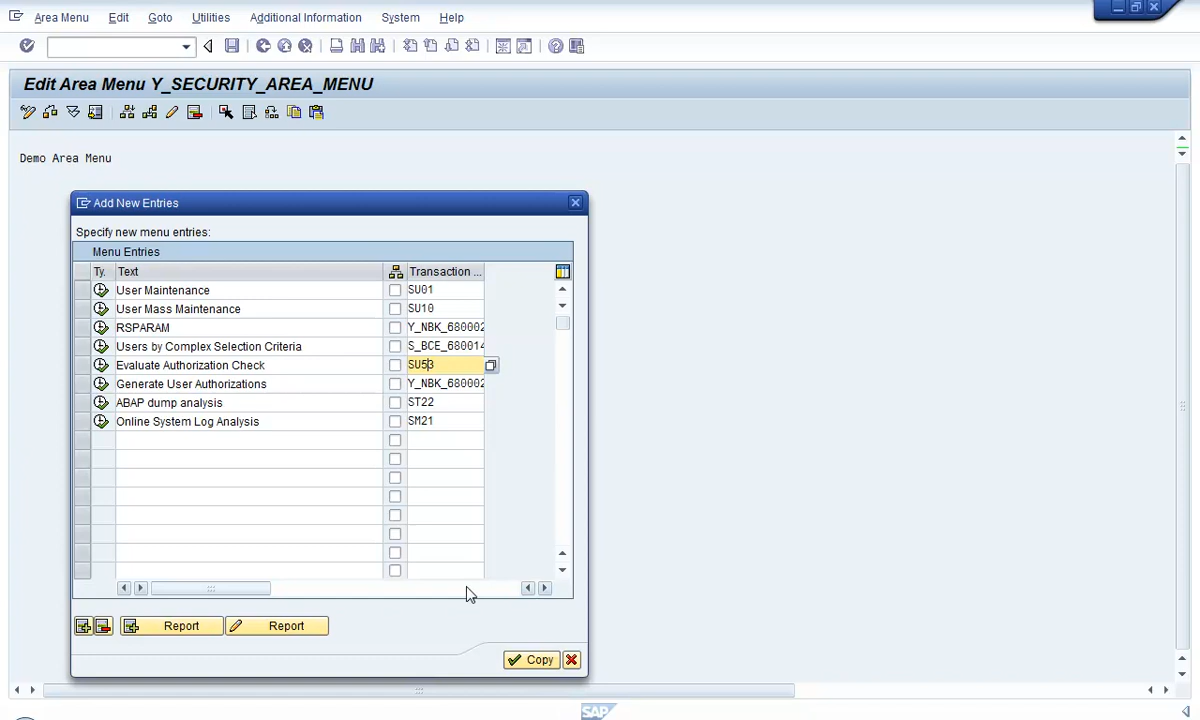 Area Menu Edit Goto Utilities Additional Information System Help
Edit Area Menu Y_SECURITY_AREA_MENU
Demo Area Menu
Add New Entries
Specify new menu entries:
Menu Entries
Ty. Text Transaction ...
User Maintenance SU01
User Mass Maintenance SU10
RSPARAM Y_NBK_680002
Users by Complex Selection Criteria S_BCE_680014
Evaluate Authorization Check SU53
Generate User Authorizations Y_NBK_680002
ABAP dump analysis ST22
Online System Log Analysis SM21
Report Report
Copy
SAP